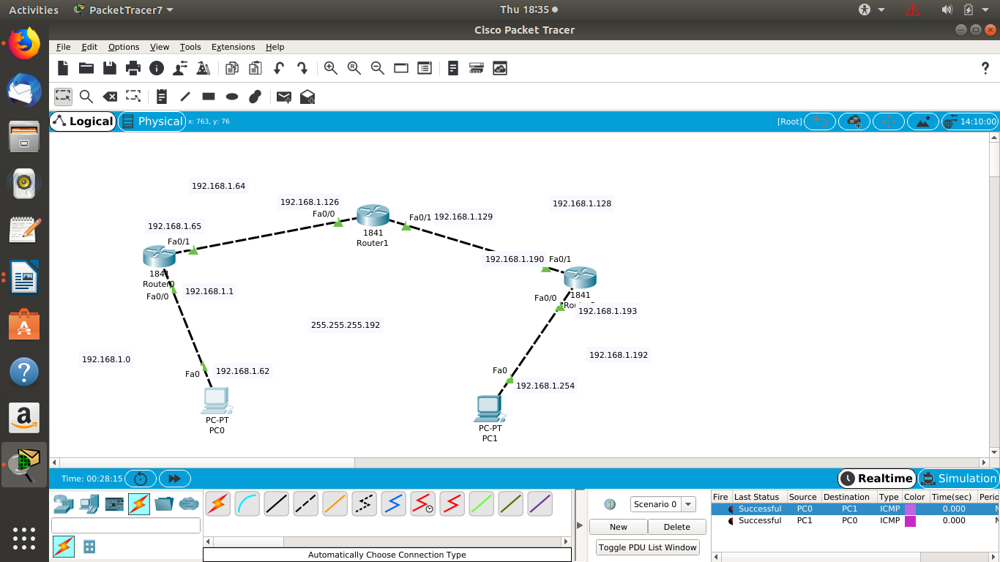 Activities PacketTracer7 Thu 18:35
Cisco Packet Tracer
File Edit Options View Tools Extensions Help
?
Logical Physical x: 763, y: 76 [Root] 14:10:00
192.168.1.64
192.168.1.126
192.168.1.128
Fa0/0
Fa0/1 192.168.1.129
192.168.1.65
1841
Router1
Fa0/1
192.168.1.190 Fa0/1
1841
Router0
Fa0/0
192.168.1.1
1841
Fa0/0
192.168.1.193
255.255.255.192
192.168.1.0
192.168.1.192
Fa0
192.168.1.62
Fa0
192.168.1.254
PC-PT
PC0
PC-PT
PC1
Time: 00:28:15 Realtime Simulation
Scenario 0
New Delete
Toggle PDU List Window
Automatically Choose Connection Type
Fire Last Status Source Destination Type Color Time(sec) Perio
Successful PC0 PC1 ICMP 0.000
Successful PC1 PC0 ICMP 0.000